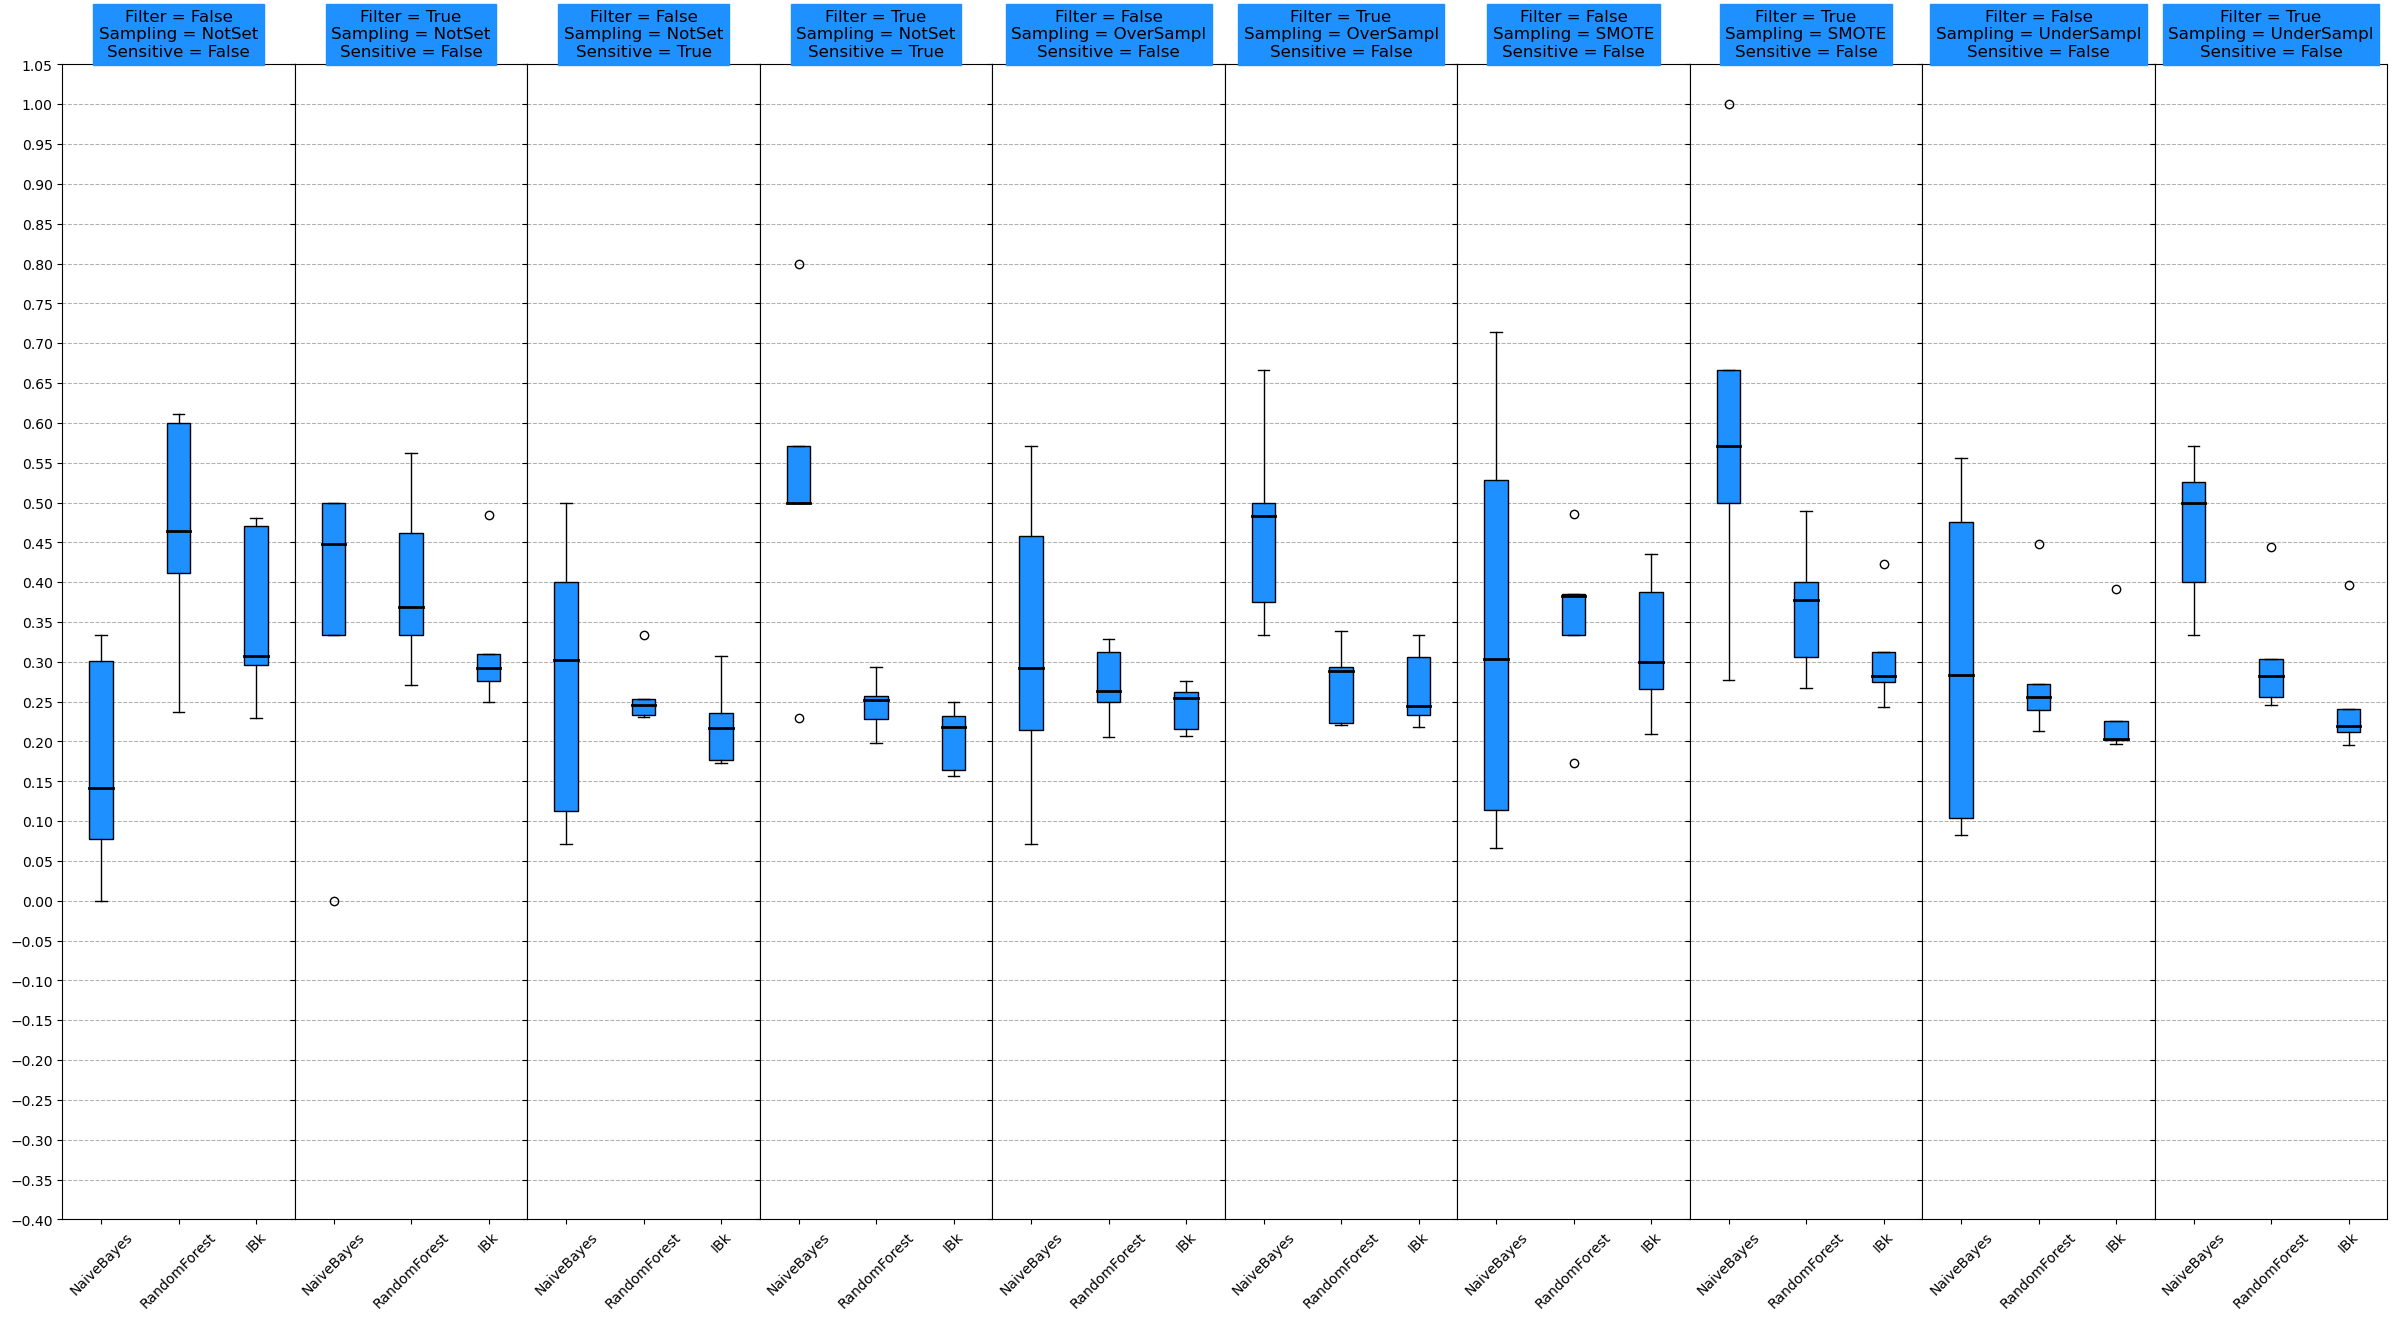 Filter = False
Sampling = NotSet
Sensitive = False
Filter = True
Sampling = NotSet
Sensitive = False
Filter = False
Sampling = NotSet
Sensitive = True
Filter = True
Sampling = NotSet
Sensitive = True
Filter = False
Sampling = OverSampl
Sensitive = False
Filter = True
Sampling = OverSampl
Sensitive = False
Filter = False
Sampling = SMOTE
Sensitive = False
Filter = True
Sampling = SMOTE
Sensitive = False
Filter = False
Sampling = UnderSampl
Sensitive = False
Filter = True
Sampling = UnderSampl
Sensitive = False
1.05
1.00
0.95
0.90
0.85
0.80
0.75
0.70
0.65
0.60
0.55
0.50
0.45
0.40
0.35
0.30
0.25
0.20
0.15
0.10
0.05
0.00
−0.05
−0.10
−0.15
−0.20
−0.25
−0.30
−0.35
−0.40
NaiveBayes
RandomForest
IBk
NaiveBayes
RandomForest
IBk
NaiveBayes
RandomForest
IBk
NaiveBayes
RandomForest
IBk
NaiveBayes
RandomForest
IBk
NaiveBayes
RandomForest
IBk
NaiveBayes
RandomForest
IBk
NaiveBayes
RandomForest
IBk
NaiveBayes
RandomForest
IBk
NaiveBayes
RandomForest
IBk